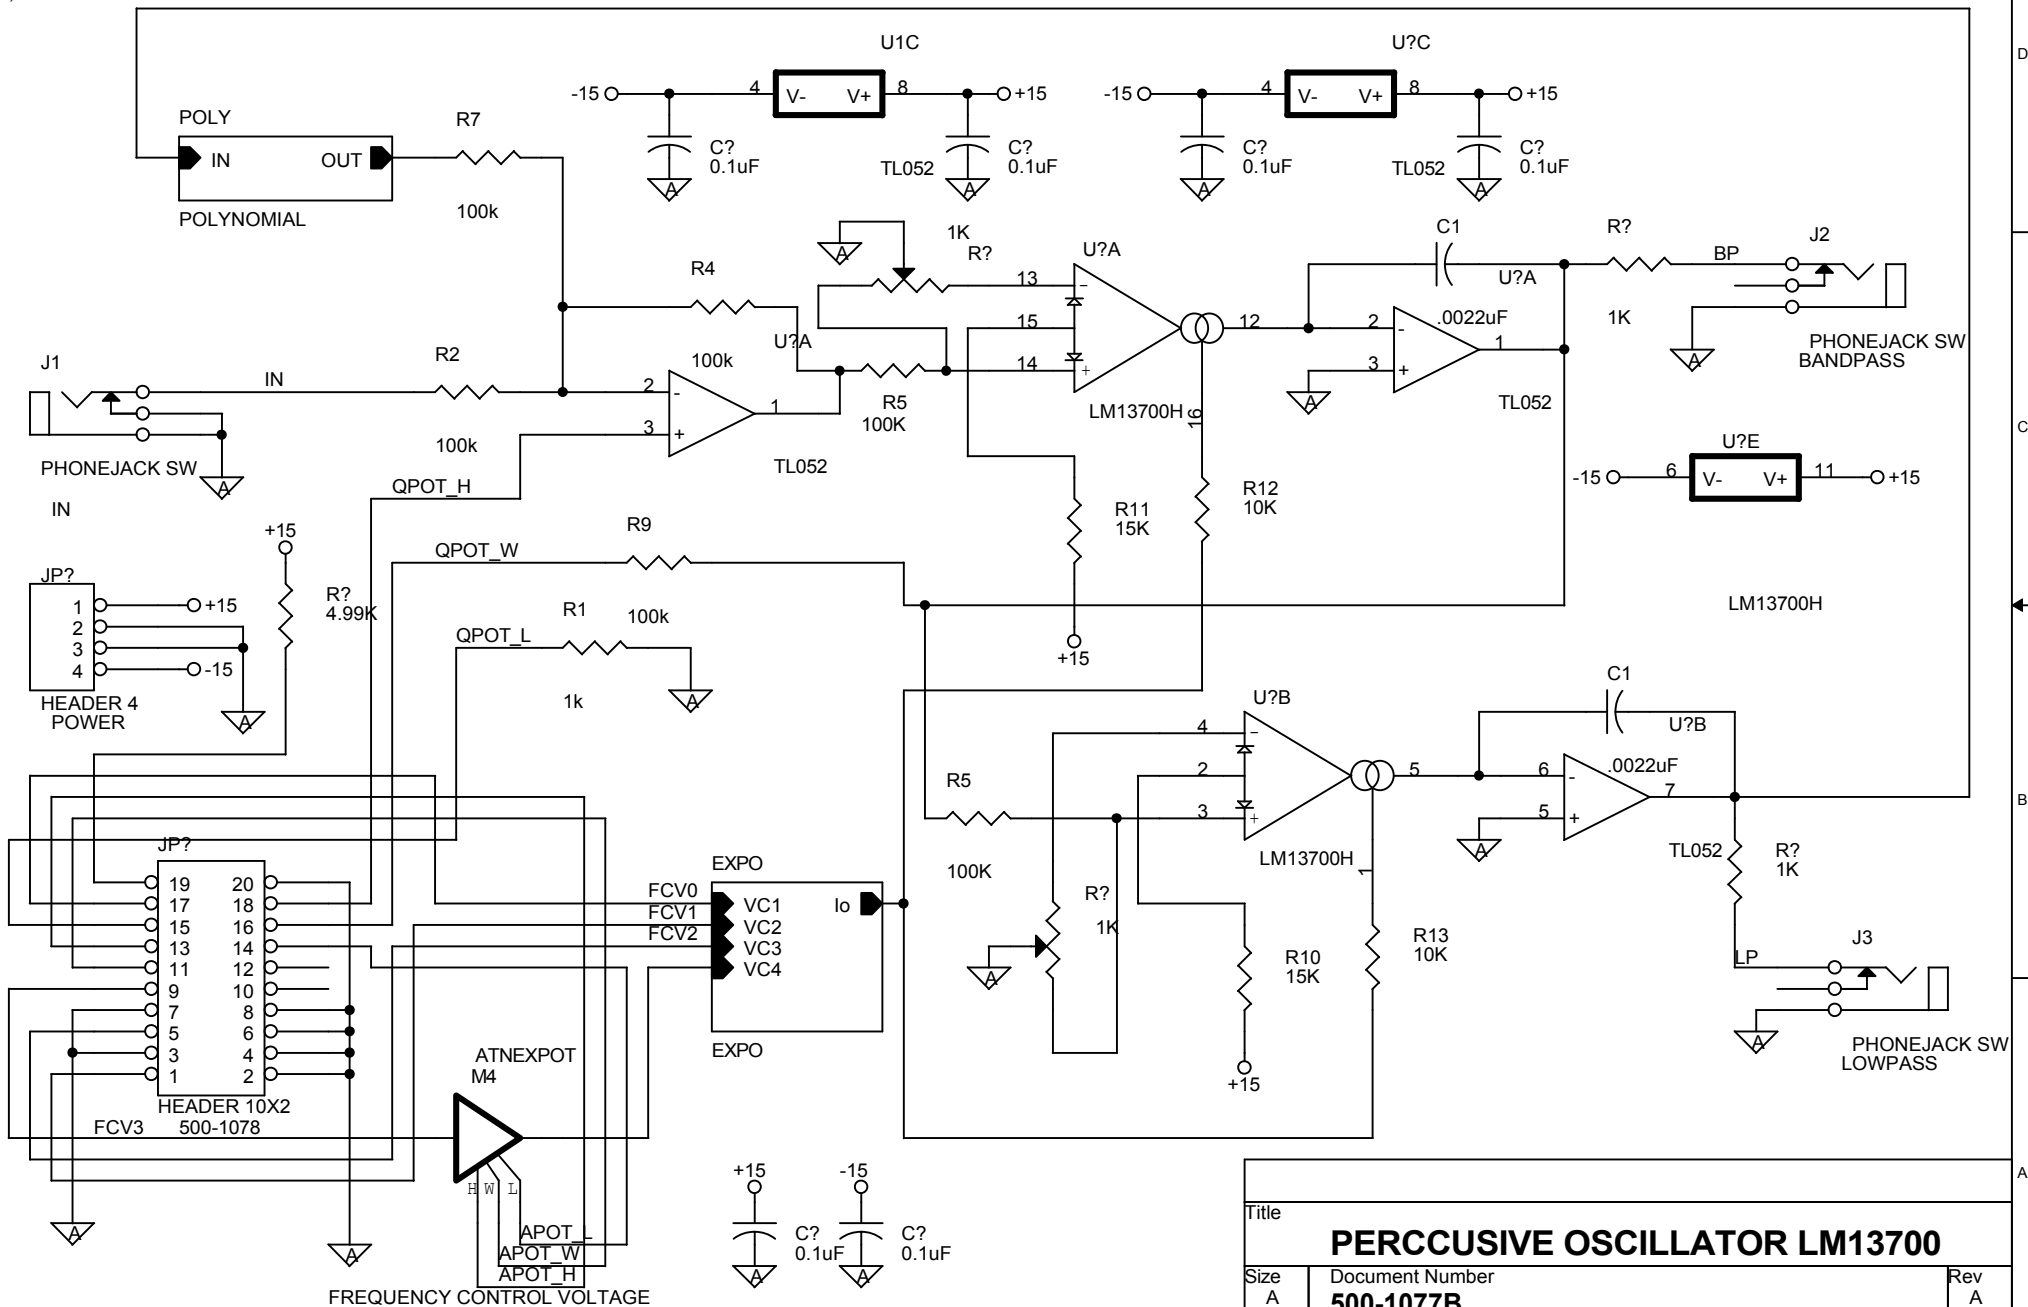 D
U1C
U?C
-15
4
V-
V+
8
+15
-15
4
V-
V+
8
+15
POLY
R7
IN
OUT
C?
0.1uF
TL052
C?
0.1uF
C?
0.1uF
TL052
C?
0.1uF
A
A
A
A
POLYNOMIAL
100k
1K
R?
U?A
C1
R?
J2
A
R4
13
BP
U?A
15
12
2
.0022uF
1K
U?A
1
PHONEJACK SW
BANDPASS
A
J1
R2
100k
14
3
IN
2
R5
100K
A
TL052
1
LM13700H
16
C
3
100k
U?E
PHONEJACK SW
TL052
-15
6
V-
V+
11
+15
A
QPOT_H
IN
R11
15K
R12
10K
+15
R9
QPOT_W
JP?
R?
4.99K
1
+15
2
3
4
-15
R1
100k
LM13700H
QPOT_L
+15
HEADER 4
POWER
A
1k
A
U?B
C1
4
U?B
2
5
6
.0022uF
R5
7
B
3
5
JP?
100K
LM13700H
A
TL052
R?
1K
1
EXPO
19
20
17
18
15
16
13
14
11
12
9
10
7
8
5
6
3
4
1
2
FCV0
FCV1
FCV2
VC1
VC2
VC3
VC4
Io
R?
1K
A
R10
15K
R13
10K
J3
LP
EXPO
+15
PHONEJACK SW
LOWPASS
A
ATNEXPOT
M4
HEADER 10X2
500-1078
FCV3
H
W
L
A
+15
-15
A
A
APOT_L
APOT_W
APOT_H
C?
0.1uF
C?
0.1uF
A
A
FREQUENCY CONTROL VOLTAGE
Title
PERCCUSIVE OSCILLATOR LM13700
Size
A
Document Number
500-1077B
Rev
A